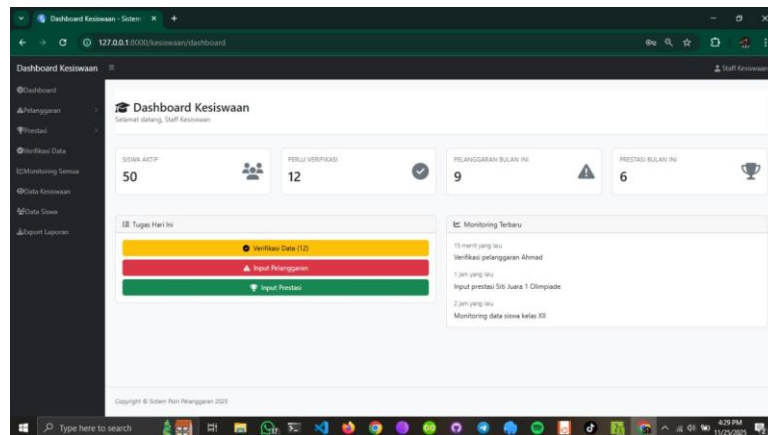 Dashboard Kesiswaan - Sistem
127.0.0.1:8000/kesiswaan/dashboard
Dashboard Kesiswaan
Staff Kesiswaan
Dashboard
Pelanggaran
Prestasi
Verifikasi Data
Monitoring Semua
Data Kesiswaan
Data Siswa
Export Laporan
Dashboard Kesiswaan
Selamat datang, Staff Kesiswaan
SISWA AKTIF
50
PERLU VERIFIKASI
12
PELANGGARAN BULAN INI
9
PRESTASI BULAN INI
6
Tugas Hari Ini
Verifikasi Data (12)
Input Pelanggaran
Input Prestasi
Monitoring Terbaru
15 menit yang lalu
Verifikasi pelanggaran Ahmad
1 jam yang lalu
Input prestasi Siti Juara 1 Olimpiade
2 jam yang lalu
Monitoring data siswa kelas XII
Copyright © Sistem Poin Pelanggaran 2025
Type here to search
4:29 PM
11/25/2025